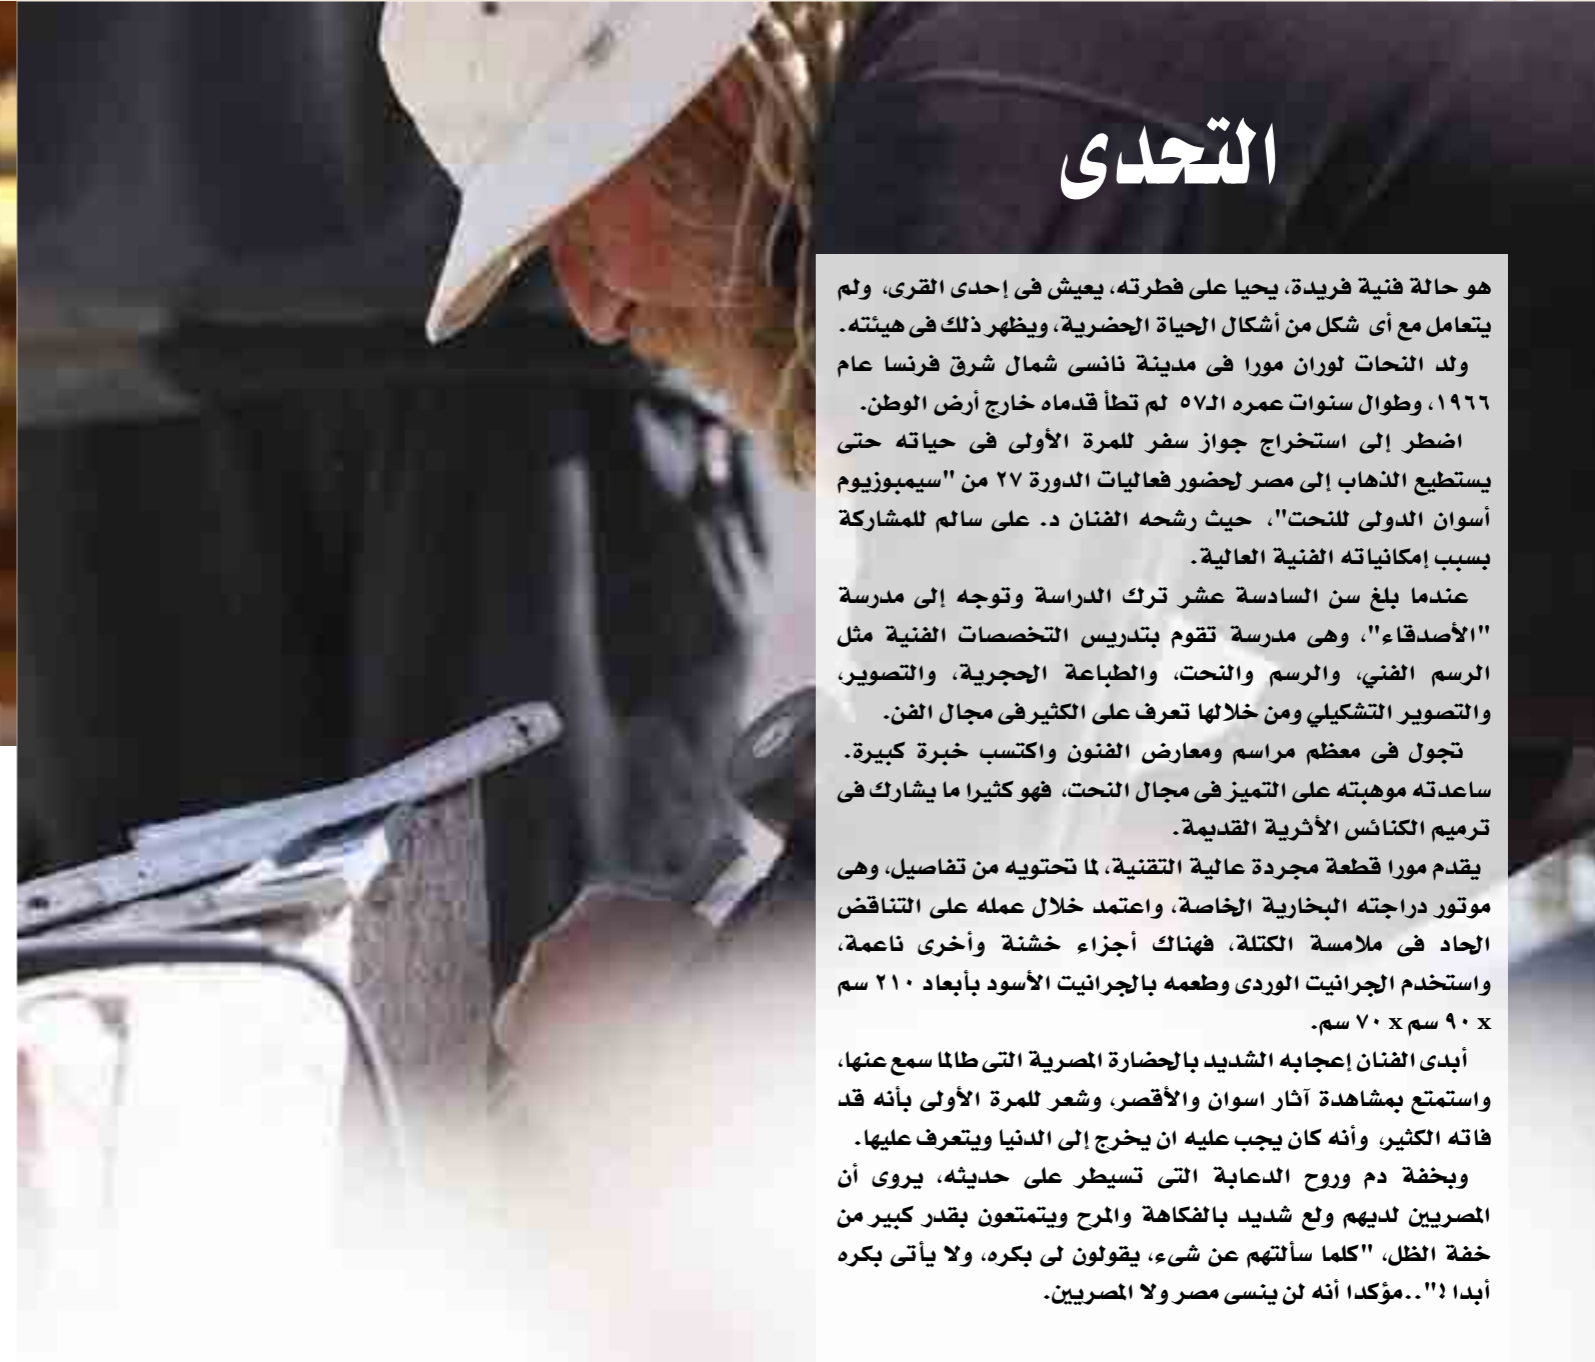 التحدى
هو حالة فنية فريدة، يحيا على فطرته، يعيش فى إحدى القرى، ولم
يتعامل مع أى شكل من أشكال الحياة الحضرية، ويظهر ذلك فى هيئته.
ولد النحات لوران مورا فى مدينة نانسى شمال شرق فرنسا عام
١٩٦٦، وطوال سنوات عمره الـ٥٧ لم تطأ قدماه خارج أرض الوطن.
اضطر إلى استخراج جواز سفر للمرة الأولى فى حياته حتى
يستطيع الذهاب إلى مصر لحضور فعاليات الدورة ٢٧ من "سيمبوزيوم
أسوان الدولى للنحت"، حيث رشحه الفنان د. على سالم للمشاركة
بسبب إمكانياته الفنية العالية.
عندما بلغ سن السادسة عشر ترك الدراسة وتوجه إلى مدرسة
"الأصدقاء"، وهى مدرسة تقوم بتدريس التخصصات الفنية مثل
الرسم الفني، والرسم والنحت، والطباعة الحجرية، والتصوير،
والتصوير التشكيلي ومن خلالها تعرف على الكثير فى مجال الفن.
تجول فى معظم مراسم ومعارض الفنون واكتسب خبرة كبيرة.
ساعدته موهبته على التميز فى مجال النحت، فهو كثيرا ما يشارك فى
ترميم الكنائس الأثرية القديمة.
يقدم مورا قطعة مجردة عالية التقنية، لما تحتويه من تفاصيل، وهى
موتور دراجته البخارية الخاصة، واعتمد خلال عمله على التناقض
الحاد فى ملامسة الكتلة، فهناك أجزاء خشنة وأخرى ناعمة،
واستخدم الجرانيت الوردى وطعمه بالجرانيت الأسود بأبعاد ٢١٠ سم
x ٩٠ سم x ٧٠ سم.
أبدى الفنان إعجابه الشديد بالحضارة المصرية التى طالما سمع عنها،
واستمتع بمشاهدة آثار اسوان والأقصر، وشعر للمرة الأولى بأنه قد
فاته الكثير، وأنه كان يجب عليه ان يخرج إلى الدنيا ويتعرف عليها.
وبخفة دم وروح الدعابة التى تسيطر على حديثه، يروى أن
المصريين لديهم ولع شديد بالفكاهة والمرح ويتمتعون بقدر كبير من
خفة الظل، "كلما سألتهم عن شىء، يقولون لى بكره، ولا يأتى بكره
أبدا !"..مؤكدا أنه لن ينسى مصر ولا المصريين.